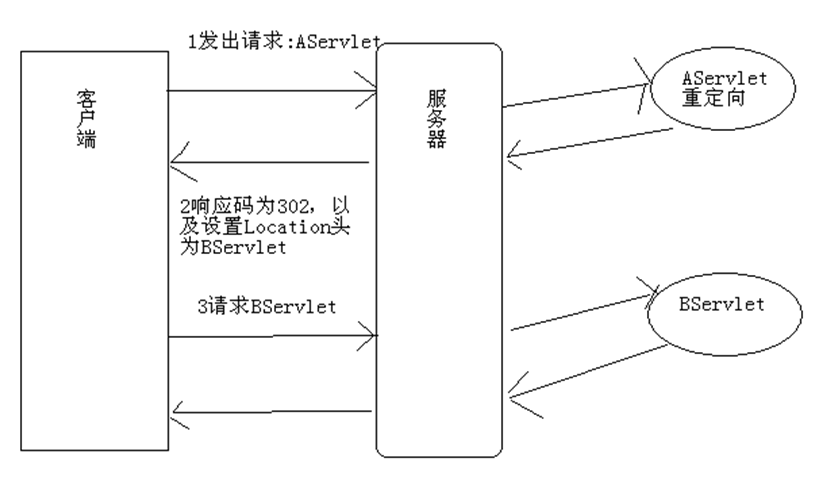 1发出请求:AServlet
客户端
服务器
AServlet
重定向
2响应码为302，以
及设置Location头
为BServlet
3请求BServlet
BServlet